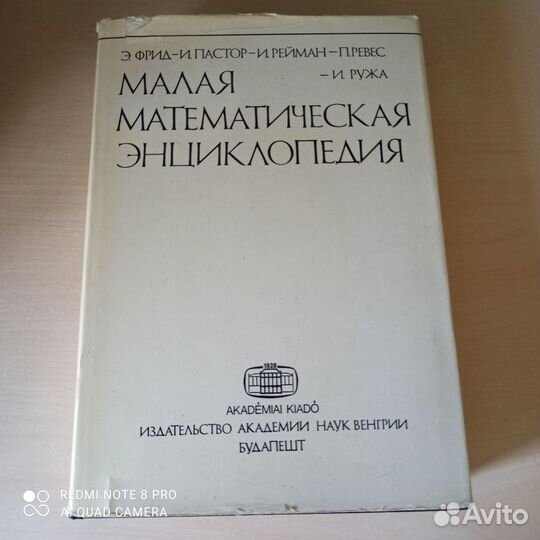 Э. ФРИД – И. ПАСТОР – И. РЕЙМАН – П. РЕВЕС
– И. РУЖА
МАЛАЯ
МАТЕМАТИЧЕСКАЯ
ЭНЦИКЛОПЕДИЯ
1828
AKADÉMIAI KIADÓ
ИЗДАТЕЛЬСТВО АКАДЕМИИ НАУК ВЕНГРИИ
БУДАПЕШТ
REDMI NOTE 8 PRO
AI QUAD CAMERA
Avito